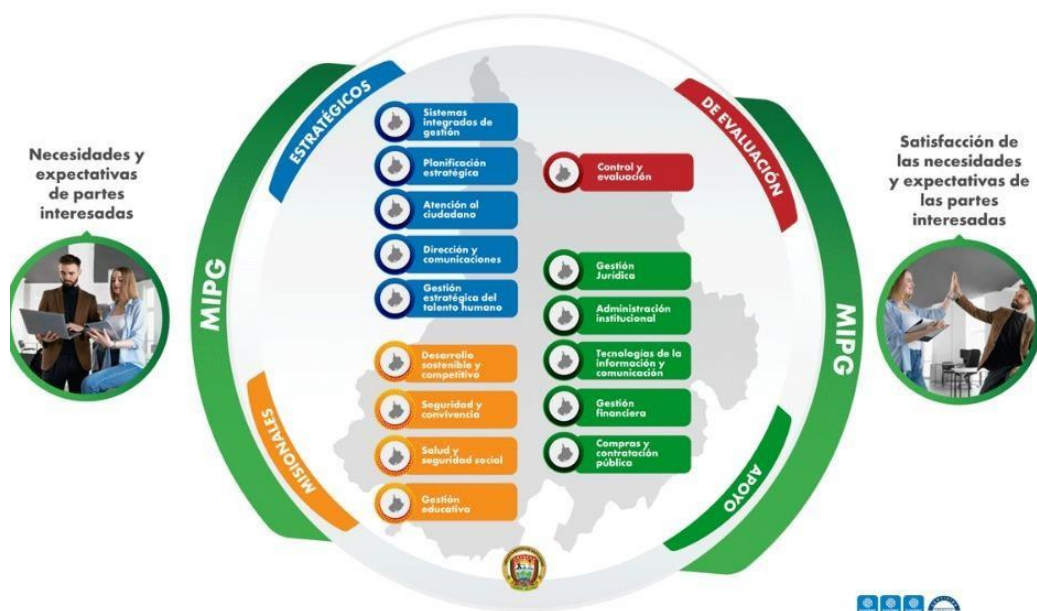 Necesidades y
expectativas
de partes
interesadas
MIPG
ESTRATÉGICOS
Sistemas
integrados de
gestión
Planificación
estratégica
Atención al
ciudadano
Dirección y
comunicaciones
Gestión
estratégica del
talento humano
MISIONALES
Desarrollo
sostenible y
competitivo
Seguridad y
convivencia
Salud y
seguridad social
Gestión
educativa
DE EVALUACIÓN
Control y
evaluación
Gestión
Jurídica
Administración
institucional
Tecnologías de la
información y
comunicación
Gestión
financiera
Compras y
contratación
pública
APOYO
MIPG
Satisfacción de
las necesidades
y expectativas de
las partes
interesadas